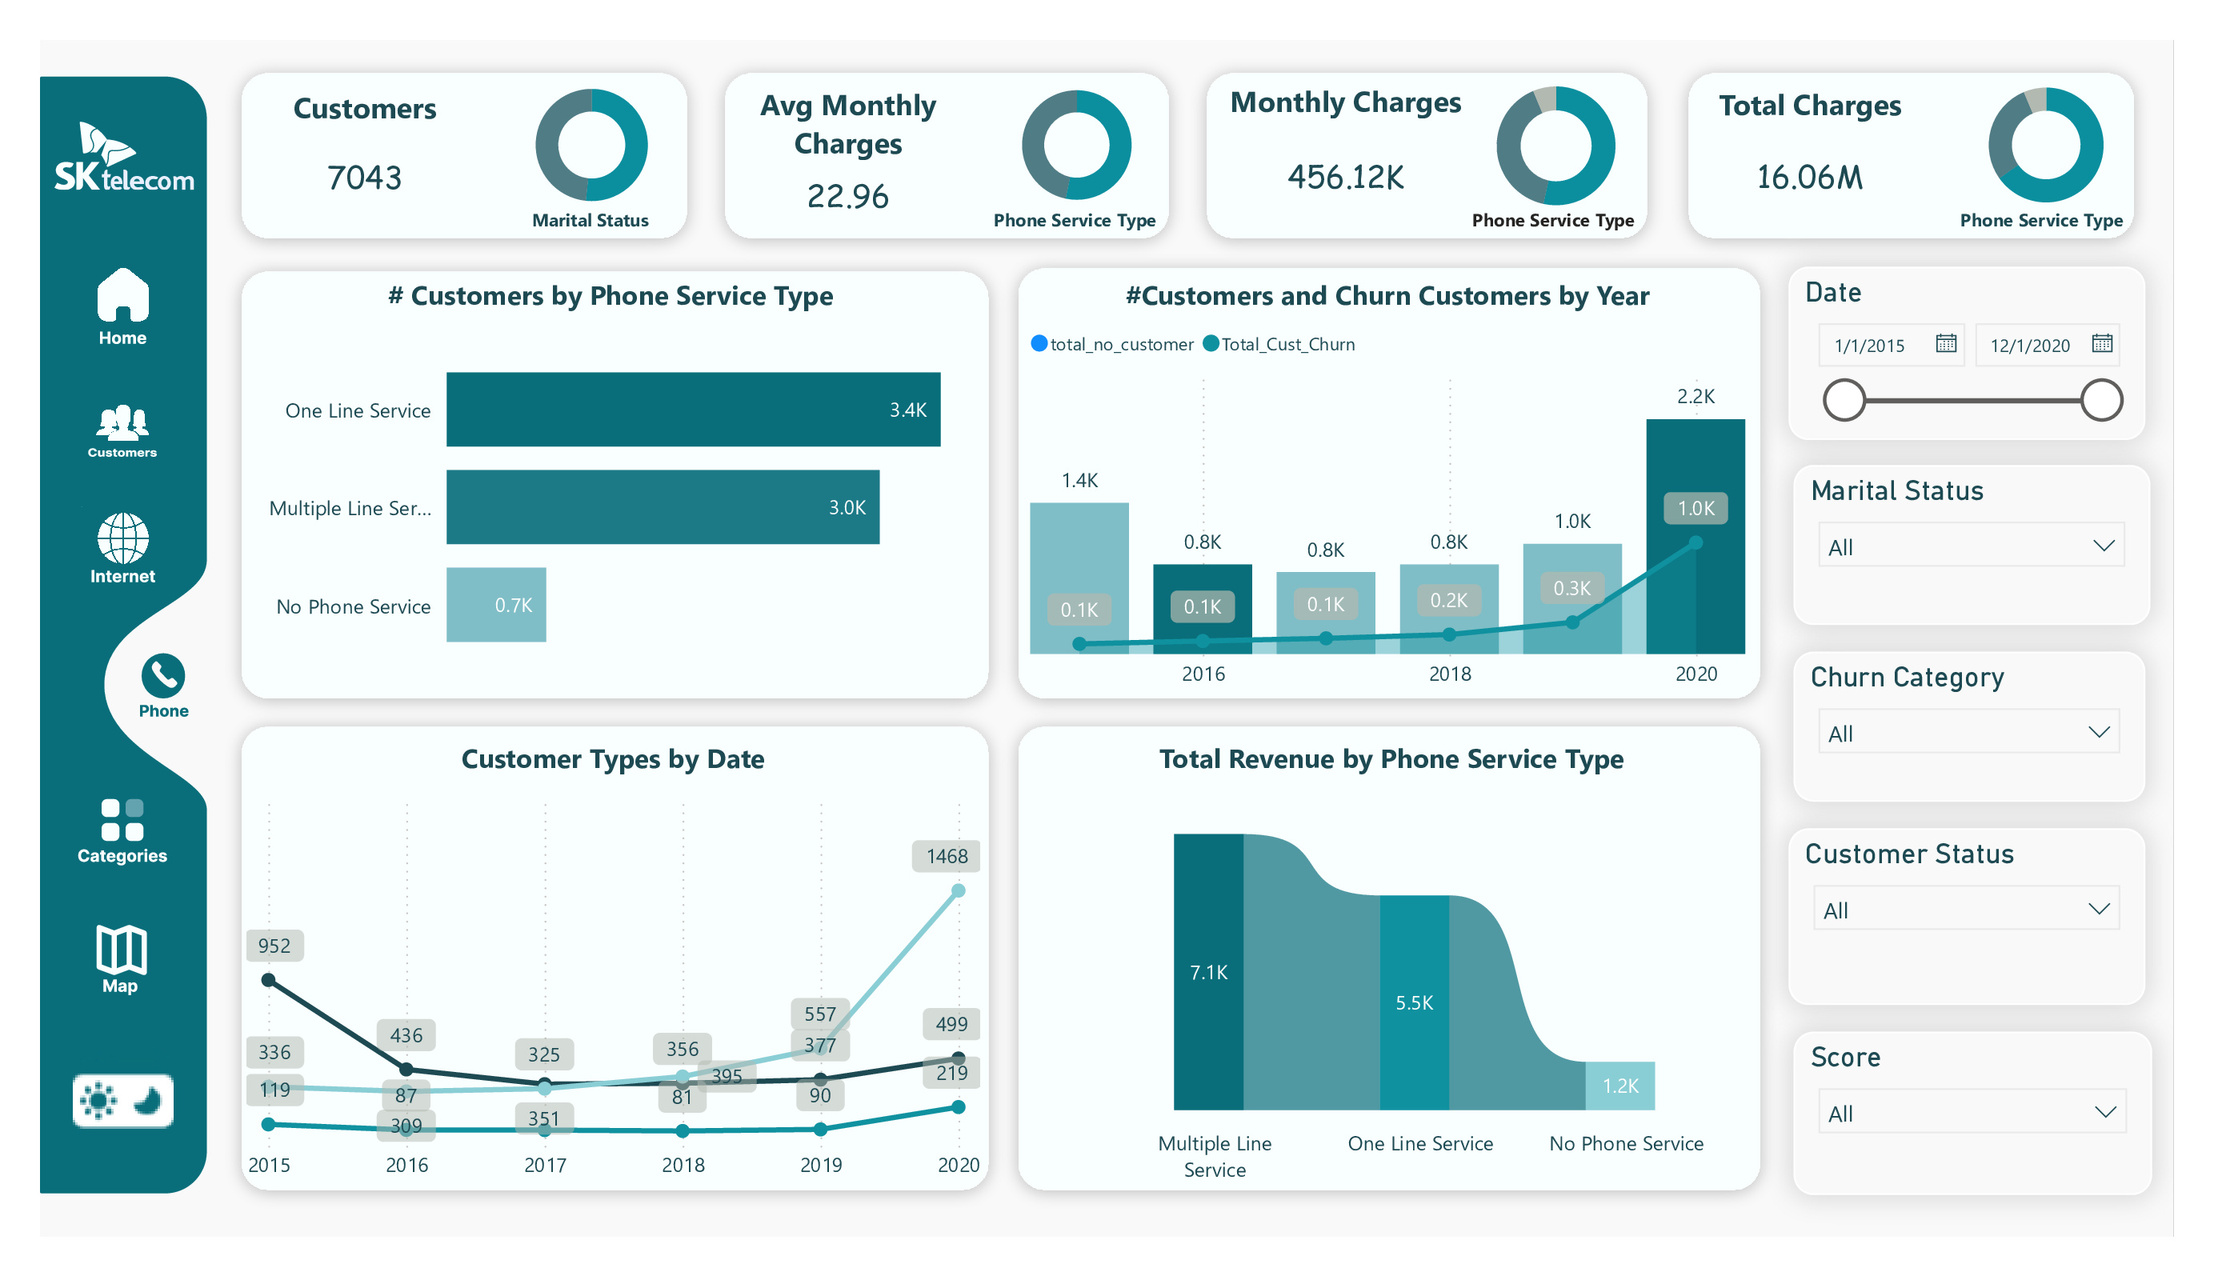 SK telecom
Home
Customers
Internet
Phone
Categories
Map
Customers
7043
Marital Status
Avg Monthly
Charges
22.96
Phone Service Type
Monthly Charges
456.12K
Phone Service Type
Total Charges
16.06M
Phone Service Type
# Customers by Phone Service Type
One Line Service
3.4K
Multiple Line Ser...
3.0K
No Phone Service
0.7K
#Customers and Churn Customers by Year
total_no_customer
Total_Cust_Churn
1.4K
0.8K
0.8K
0.8K
1.0K
2.2K
0.1K
0.1K
0.1K
0.2K
0.3K
1.0K
2016
2018
2020
Customer Types by Date
952
436
325
356
395
557
377
1468
499
336
119
87
309
351
81
90
219
2015
2016
2017
2018
2019
2020
Total Revenue by Phone Service Type
7.1K
5.5K
1.2K
Multiple Line
Service
One Line Service
No Phone Service
Date
1/1/2015
12/1/2020
Marital Status
All
Churn Category
All
Customer Status
All
Score
All